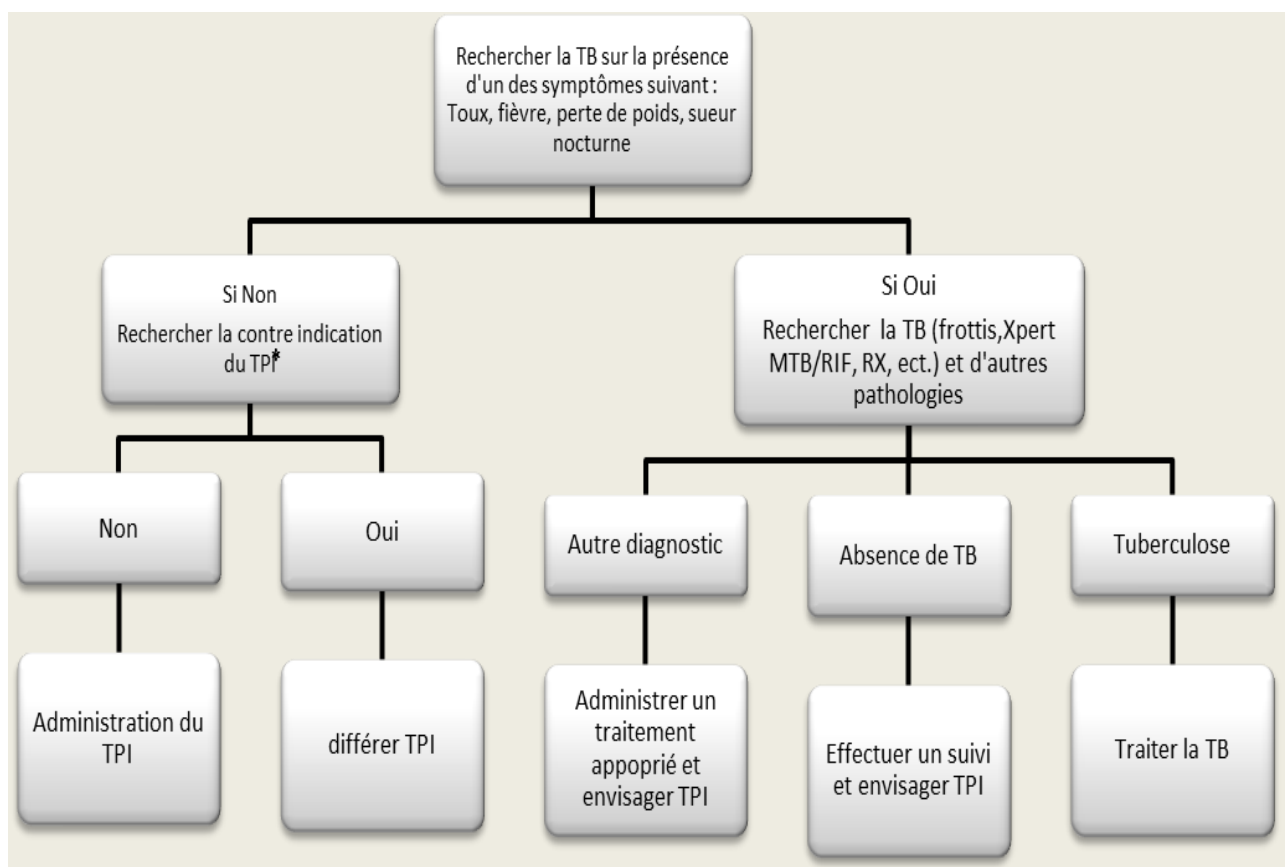 Rechercher la TB sur la présence
d'un des symptômes suivant :
Toux, fièvre, perte de poids, sueur
nocturne
Si Non
Rechercher la contre indication
du TPI*
Si Oui
Rechercher la TB (frottis,Xpert
MTB/RIF, RX, ect.) et d'autres
pathologies
Non
Oui
Autre diagnostic
Absence de TB
Tuberculose
Administration du
TPI
différer TPI
Administrer un
traitement
appoprié et
envisager TPI
Effectuer un suivi
et envisager TPI
Traiter la TB